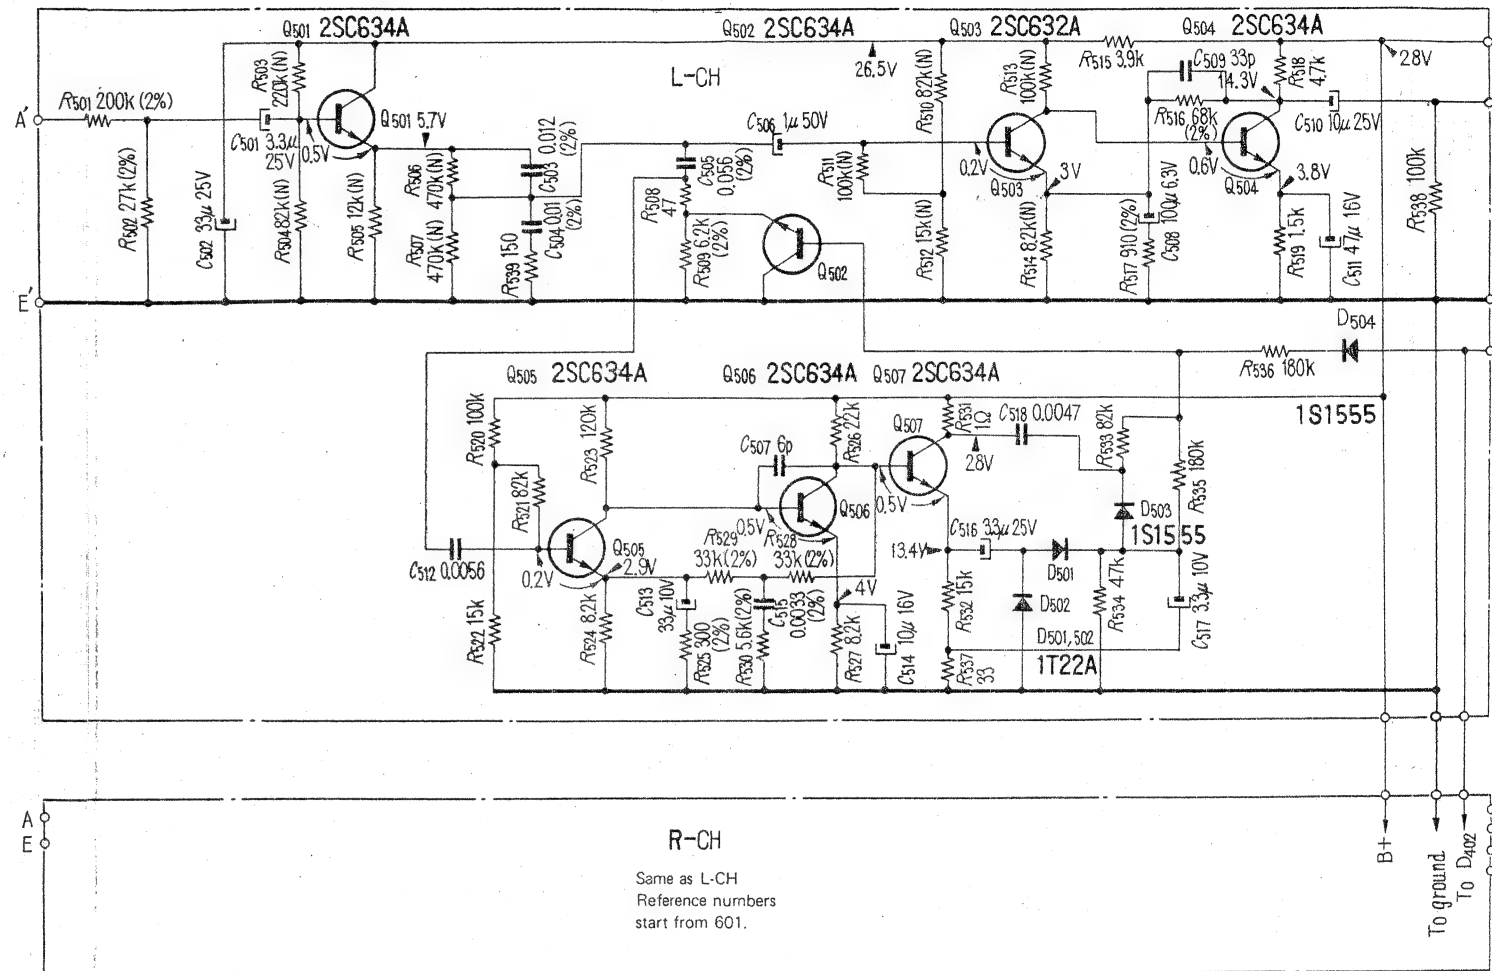 Q501 2SC634A
Q502 2SC634A
Q503 2SC632A
Q504 2SC634A
R503 220k(N)
26.5V
L-CH
R510 82k(N)
R513 100k(N)
R515 3.9k
C509 33p
14.3V
R518 4.7k
28V
R501 200k(2%)
A'
C501 3.3µ 25V
0.5V
Q501 5.7V
C503 0.012 (2%)
C506 1µ 50V
R516 68k (2%)
C510 10µ 25V
R506 470k(N)
C505 0.056 (2%)
R511 100k(N)
0.2V
Q503
3V
0.6V
Q504
3.8V
R538 100k
R502 27k(2%)
C502 33µ 25V
R504 82k(N)
R505 12k(N)
R507 470k(N)
C504 0.01 (2%)
R539 150
R508 47
R509 6.2k (2%)
Q502
R512 15k(N)
R514 8.2k(N)
R517 910(2%)
C508 100µ 6.3V
R519 1.5k
C511 47µ 16V
E'
D504
R536 180k
1S1555
Q505 2SC634A
Q506 2SC634A
Q507 2SC634A
R520 100k
R523 120k
R526 22k
Q507
R531 1Ω
C518 0.0047
R533 82k
C507 6p
28V
R535 180k
R521 82k
0.5V
Q506
0.5V
D503
1S1555
C516 3.3µ 25V
13.4V
Q505
2.9V
R529 33k(2%)
R528 33k(2%)
C512 0.0056
0.2V
D501
C513 33µ 10V
C515 0.0033 (2%)
4V
R532 15k
D502
R534 47k
C517 3.3µ 10V
R522 15k
R524 8.2k
R525 300 (2%)
R530 5.6k(2%)
R527 8.2k
C514 10µ 16V
R537 33
D501, 502
1T22A
A
E
R-CH
Same as L-CH
Reference numbers
start from 601.
B+
To ground
To D402